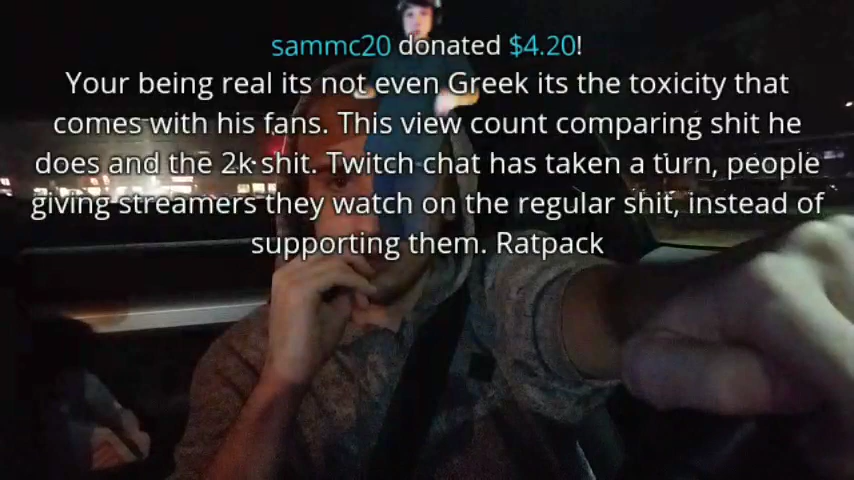 sammc20 donated $4.20!
Your being real its not even Greek its the toxicity that
comes with his fans. This view count comparing shit he
does and the 2k shit. Twitch chat has taken a turn, people
giving streamers they watch on the regular shit, instead of
supporting them. Ratpack